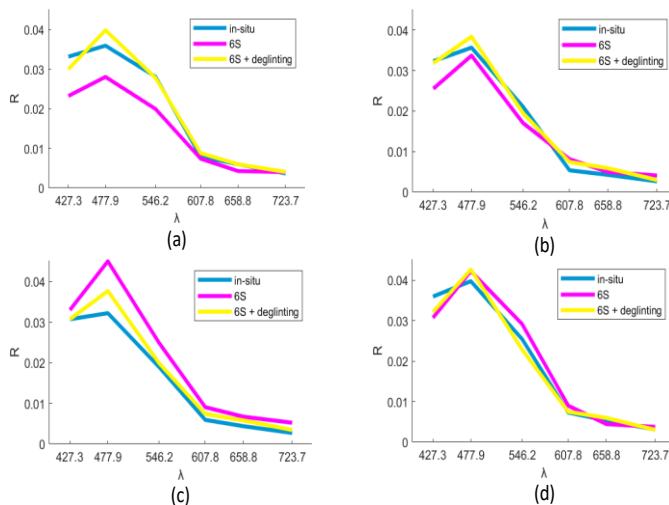 0.04
0.03
0.02
0.01
0
R
in-situ
6S
6S + deglinting
427.3 477.9 546.2 607.8 658.8 723.7
λ
(a)
0.04
0.03
0.02
0.01
0
R
in-situ
6S
6S + deglinting
427.3 477.9 546.2 607.8 658.8 723.7
λ
(b)
0.04
0.03
0.02
0.01
0
R
in-situ
6S
6S + deglinting
427.3 477.9 546.2 607.8 658.8 723.7
λ
(c)
0.04
0.03
0.02
0.01
0
R
in-situ
6S
6S + deglinting
427.3 477.9 546.2 607.8 658.8 723.7
λ
(d)